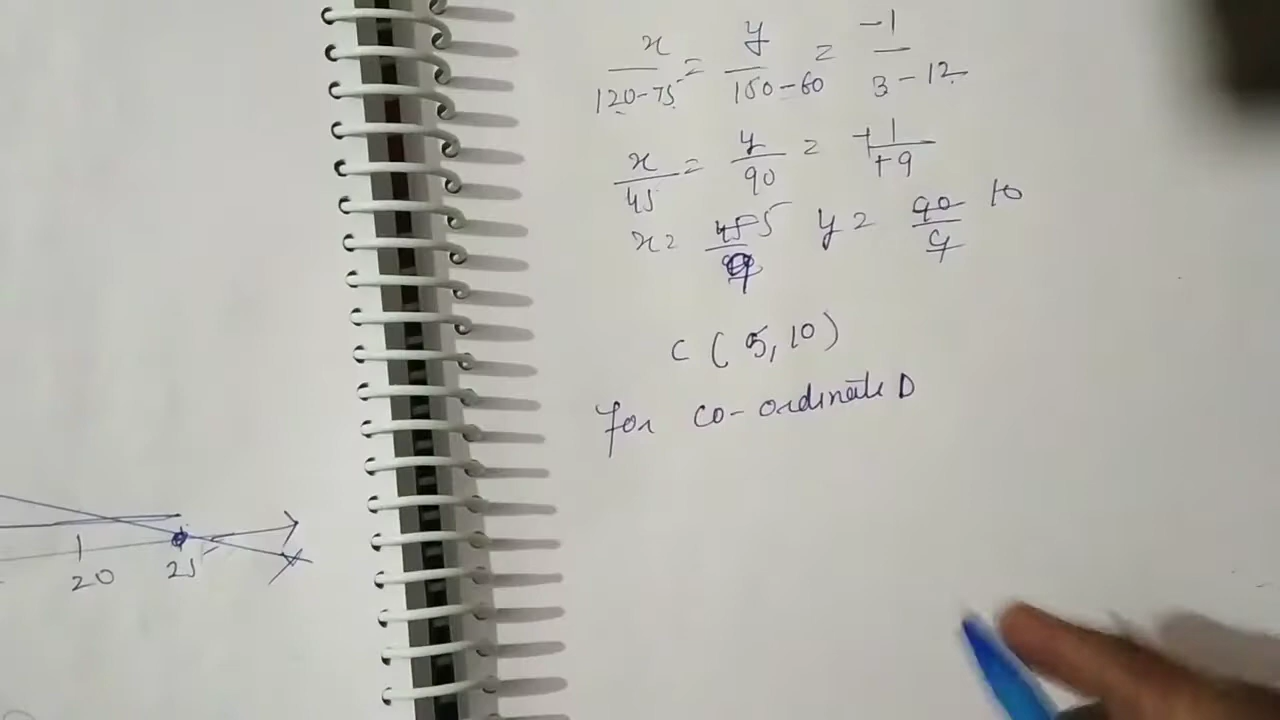 x/120-75 = y/150-60 = -1/3-12
x/45 = y/90 = +1/+9
x = 45/9 5 y = 90/9 10
C (5, 10)
for co-ordinate D
20 25